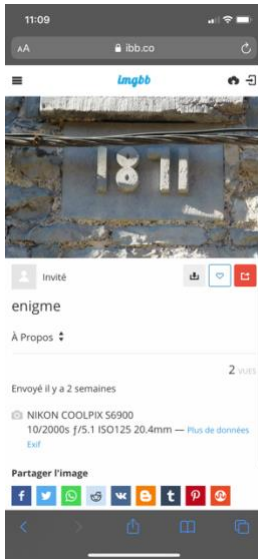 11:09
AA
ibb.co
imgbb
1871
Invité
enigme
À Propos
2 VUES
Envoyé il y a 2 semaines
NIKON COOLPIX S6900
10/2000s ƒ/5.1 ISO125 20.4mm — Plus de données
Exif
Partager l'image